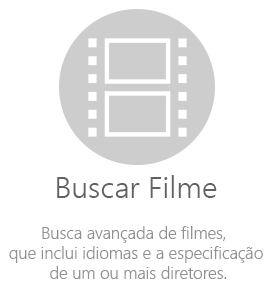 Buscar Filme
Busca avançada de filmes,
que inclui idiomas e a especificação
de um ou mais diretores.